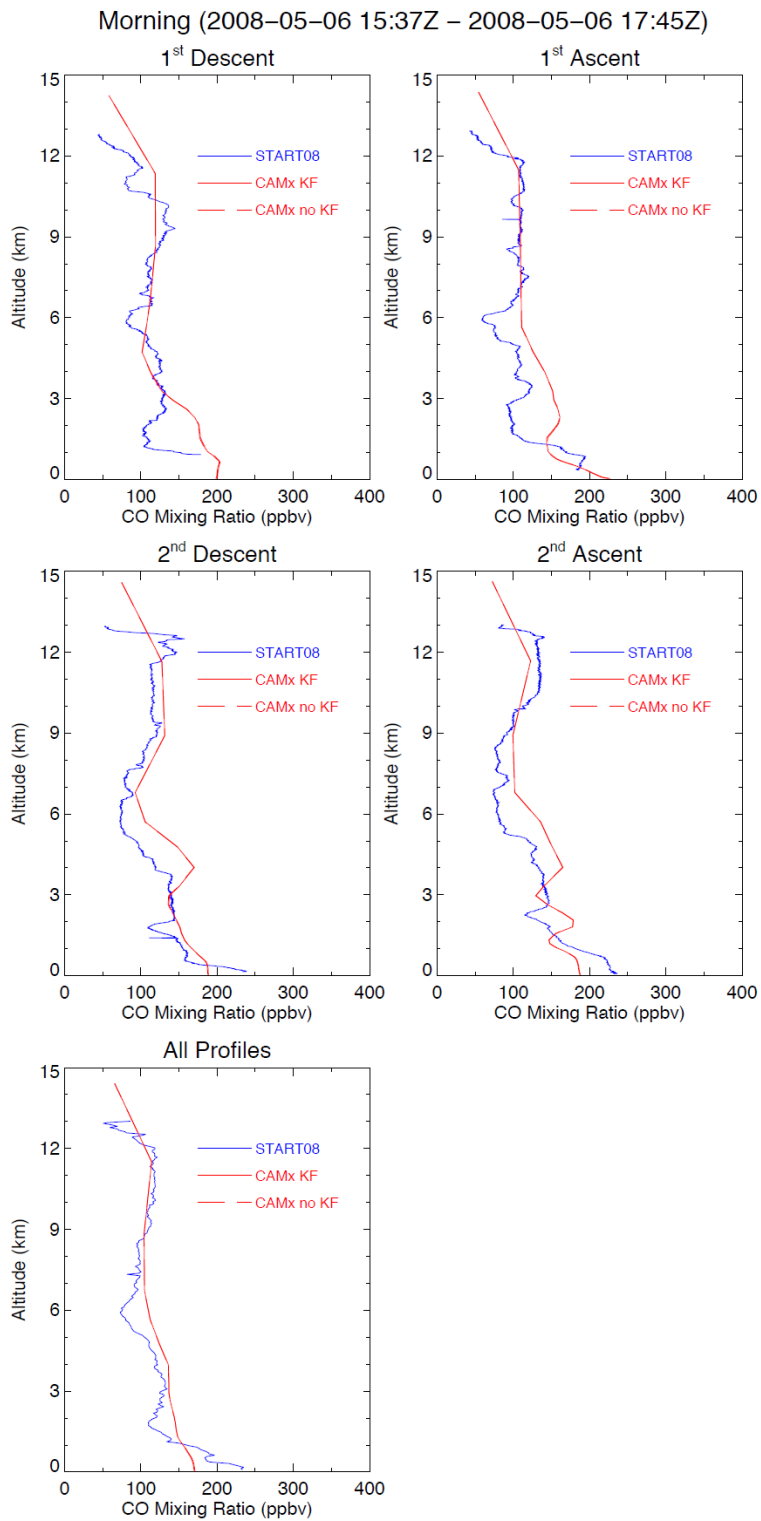 Morning (2008−05−06 15:37Z − 2008−05−06 17:45Z)
1st Descent
15
12
9
6
3
0
Altitude (km)
START08
CAMx KF
CAMx no KF
0 100 200 300 400
CO Mixing Ratio (ppbv)
1st Ascent
15
12
9
6
3
0
Altitude (km)
START08
CAMx KF
CAMx no KF
0 100 200 300 400
CO Mixing Ratio (ppbv)
2nd Descent
15
12
9
6
3
0
Altitude (km)
START08
CAMx KF
CAMx no KF
0 100 200 300 400
CO Mixing Ratio (ppbv)
2nd Ascent
15
12
9
6
3
0
Altitude (km)
START08
CAMx KF
CAMx no KF
0 100 200 300 400
CO Mixing Ratio (ppbv)
All Profiles
15
12
9
6
3
0
Altitude (km)
START08
CAMx KF
CAMx no KF
0 100 200 300 400
CO Mixing Ratio (ppbv)